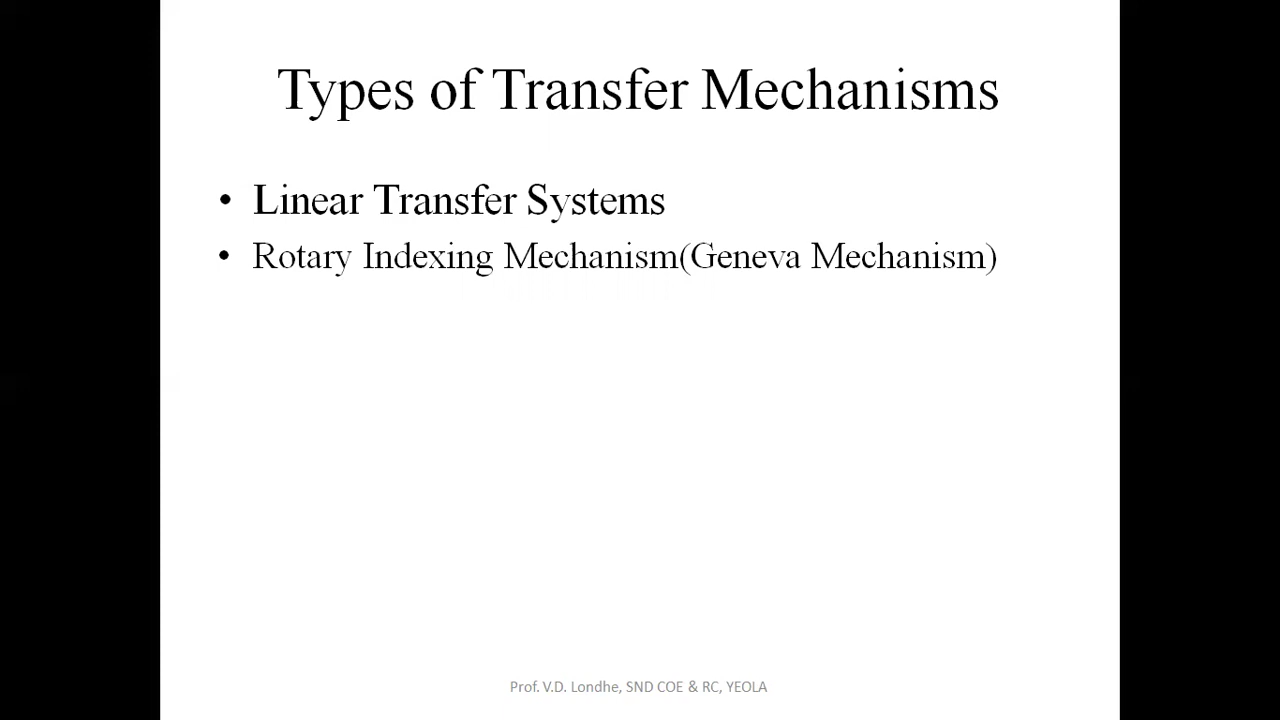 Types of Transfer Mechanisms
• Linear Transfer Systems
• Rotary Indexing Mechanism(Geneva Mechanism)
Prof. V.D. Londhe, SND COE & RC, YEOLA